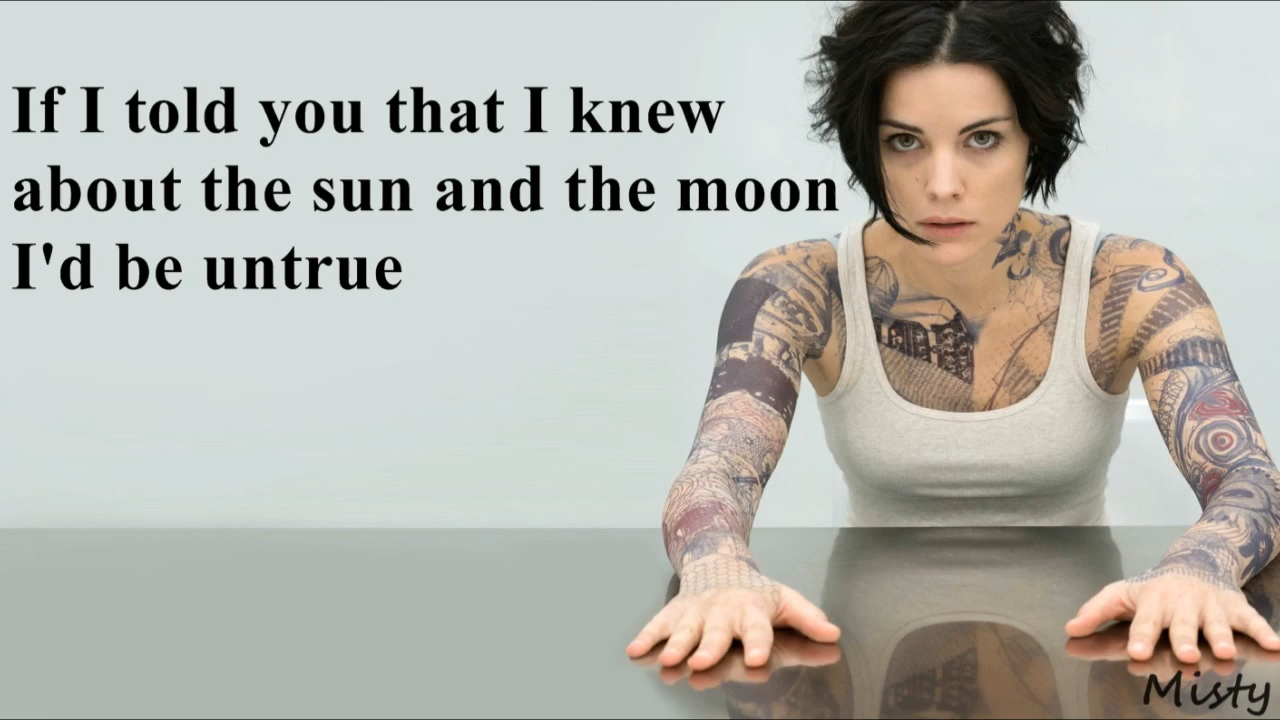 If I told you that I knew
about the sun and the moon
I'd be untrue
Misty